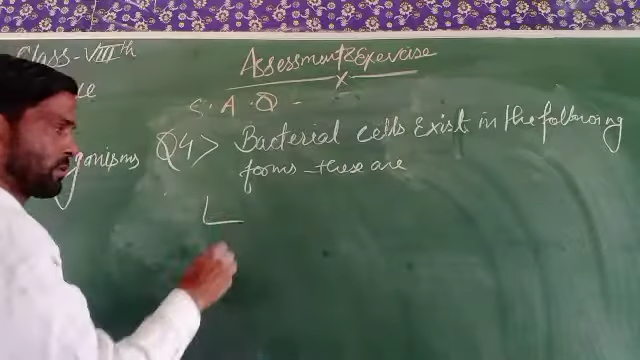 Class-VIIIth
Assessment Exercise
S. A. Q -
Q4> Bacterial cells Exist in the following
forms these are